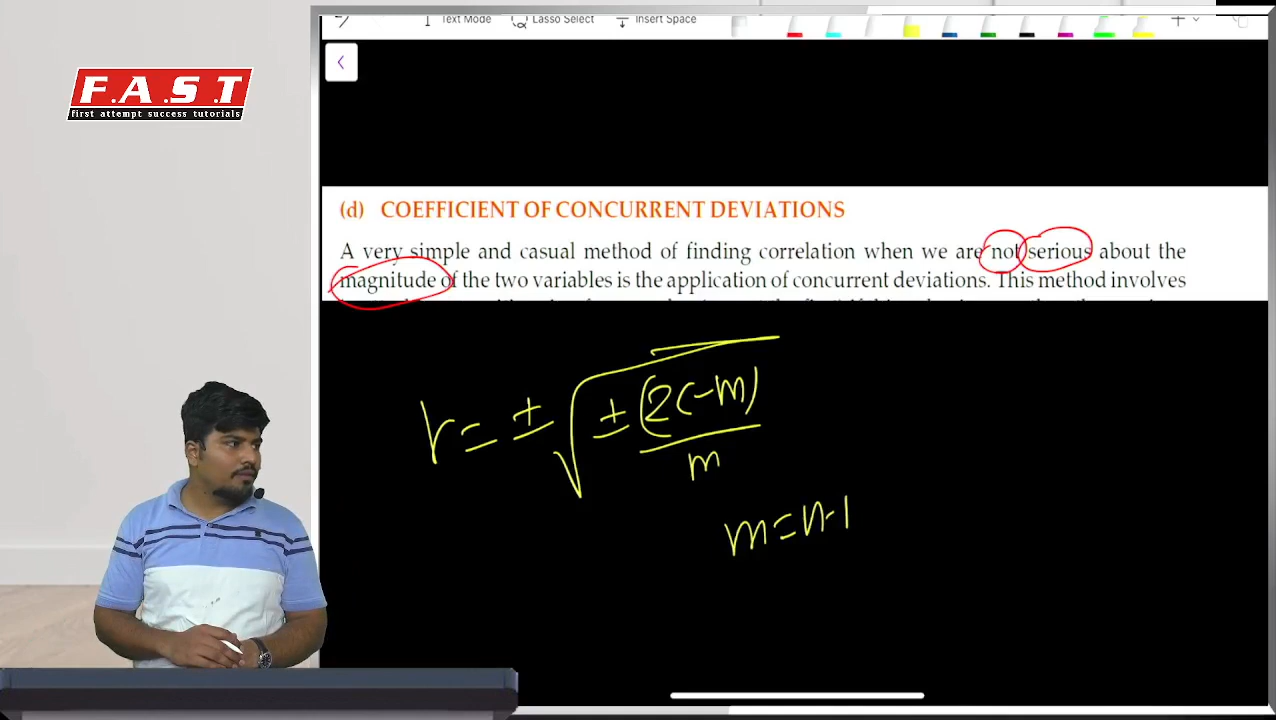 Text Mode Lasso Select Insert Space
F.A.S.T
first attempt success tutorials
(d) COEFFICIENT OF CONCURRENT DEVIATIONS
A very simple and casual method of finding correlation when we are not serious about the
magnitude of the two variables is the application of concurrent deviations. This method involves
r = ± √ ± (2c-m)
m
m = n-1